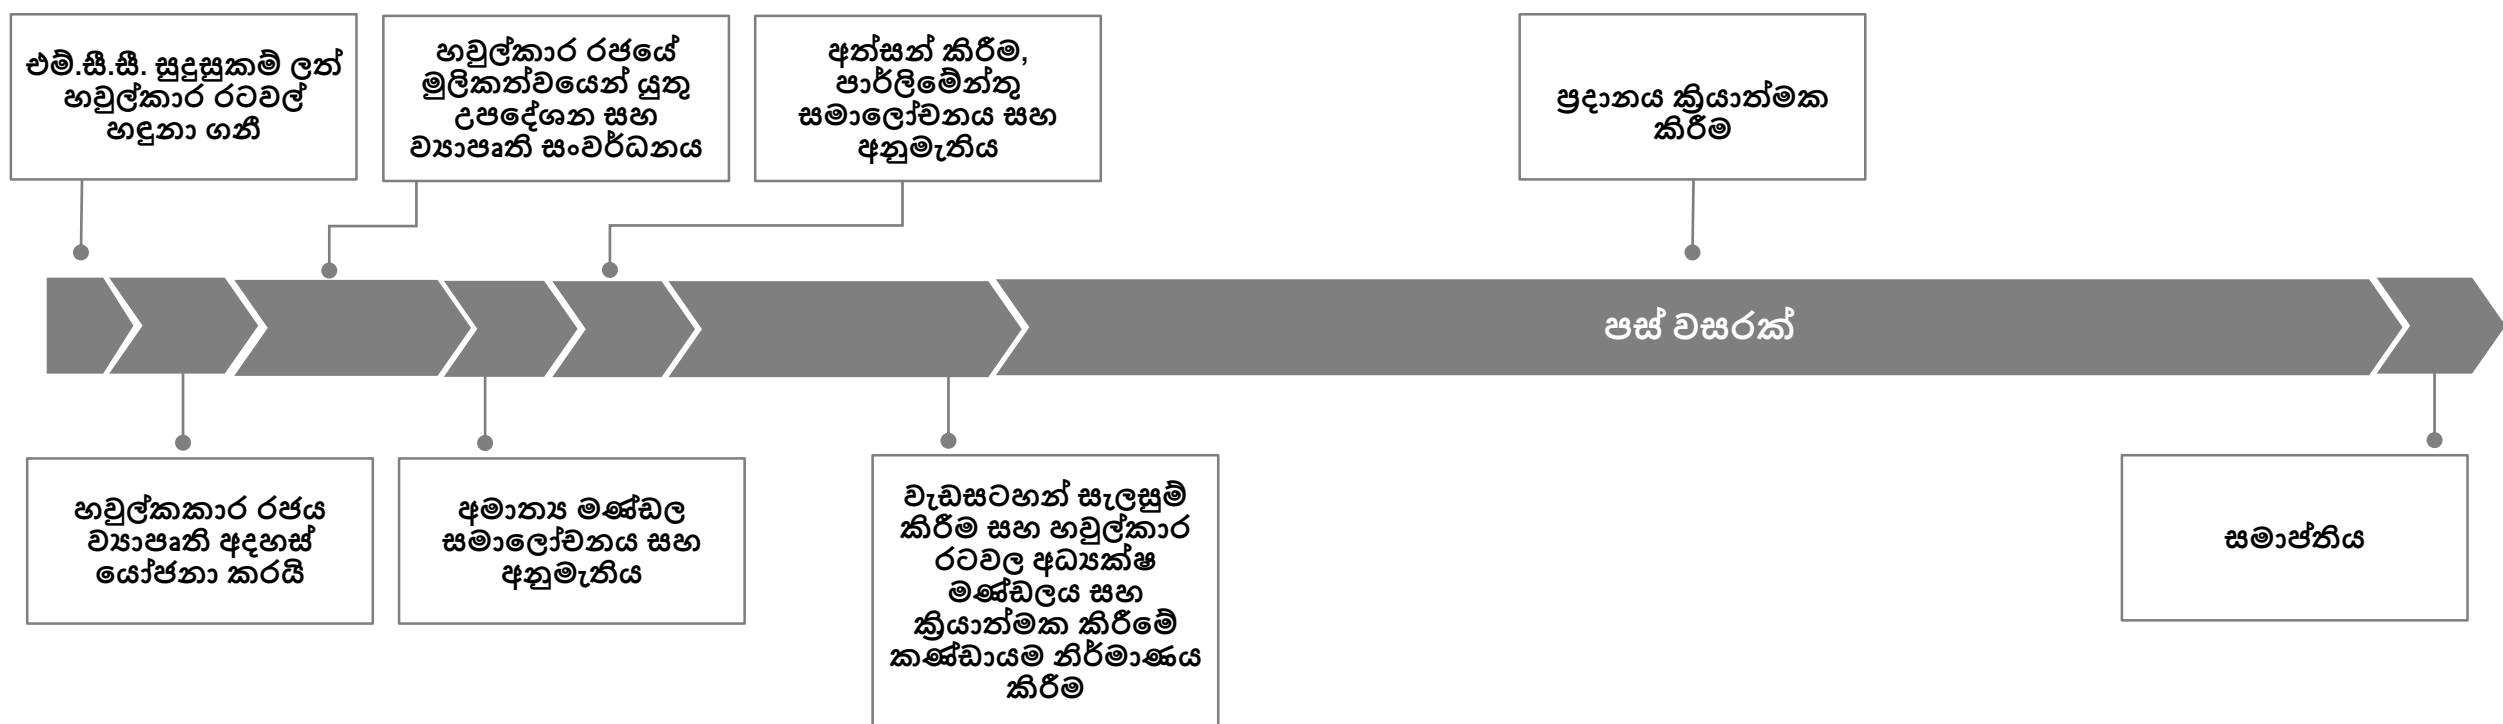 එම්.සී.සී. සුදුසුකම් ලත්
හවුල්කාර රටවල්
හඳුනා ගනී
හවුල්කාර රජයේ
මූලිකත්වයෙන් යුතු
උපදේශන සහ
ව්‍යාපෘති සංවර්ධනය
අත්සන් කිරීම,
පාර්ලිමේන්තු
සමාලෝචනය සහ
අනුමැතිය
ප්‍රදානය ක්‍රියාත්මක
කිරීම
පස් වසරක්
හවුල්කකාර රජය
ව්‍යාපෘති අදහස්
යෝජනා කරයි
අමාත්‍ය මණ්ඩල
සමාලෝචනය සහ
අනුමැතිය
වැඩසටහන් සැලසුම්
කිරීම සහ හවුල්කාර
රටවල අධ්‍යක්ෂ
මණ්ඩලය සහ
ක්‍රියාත්මක කිරීමේ
කණ්ඩායම නිර්මාණය
කිරීම
සමාප්තිය